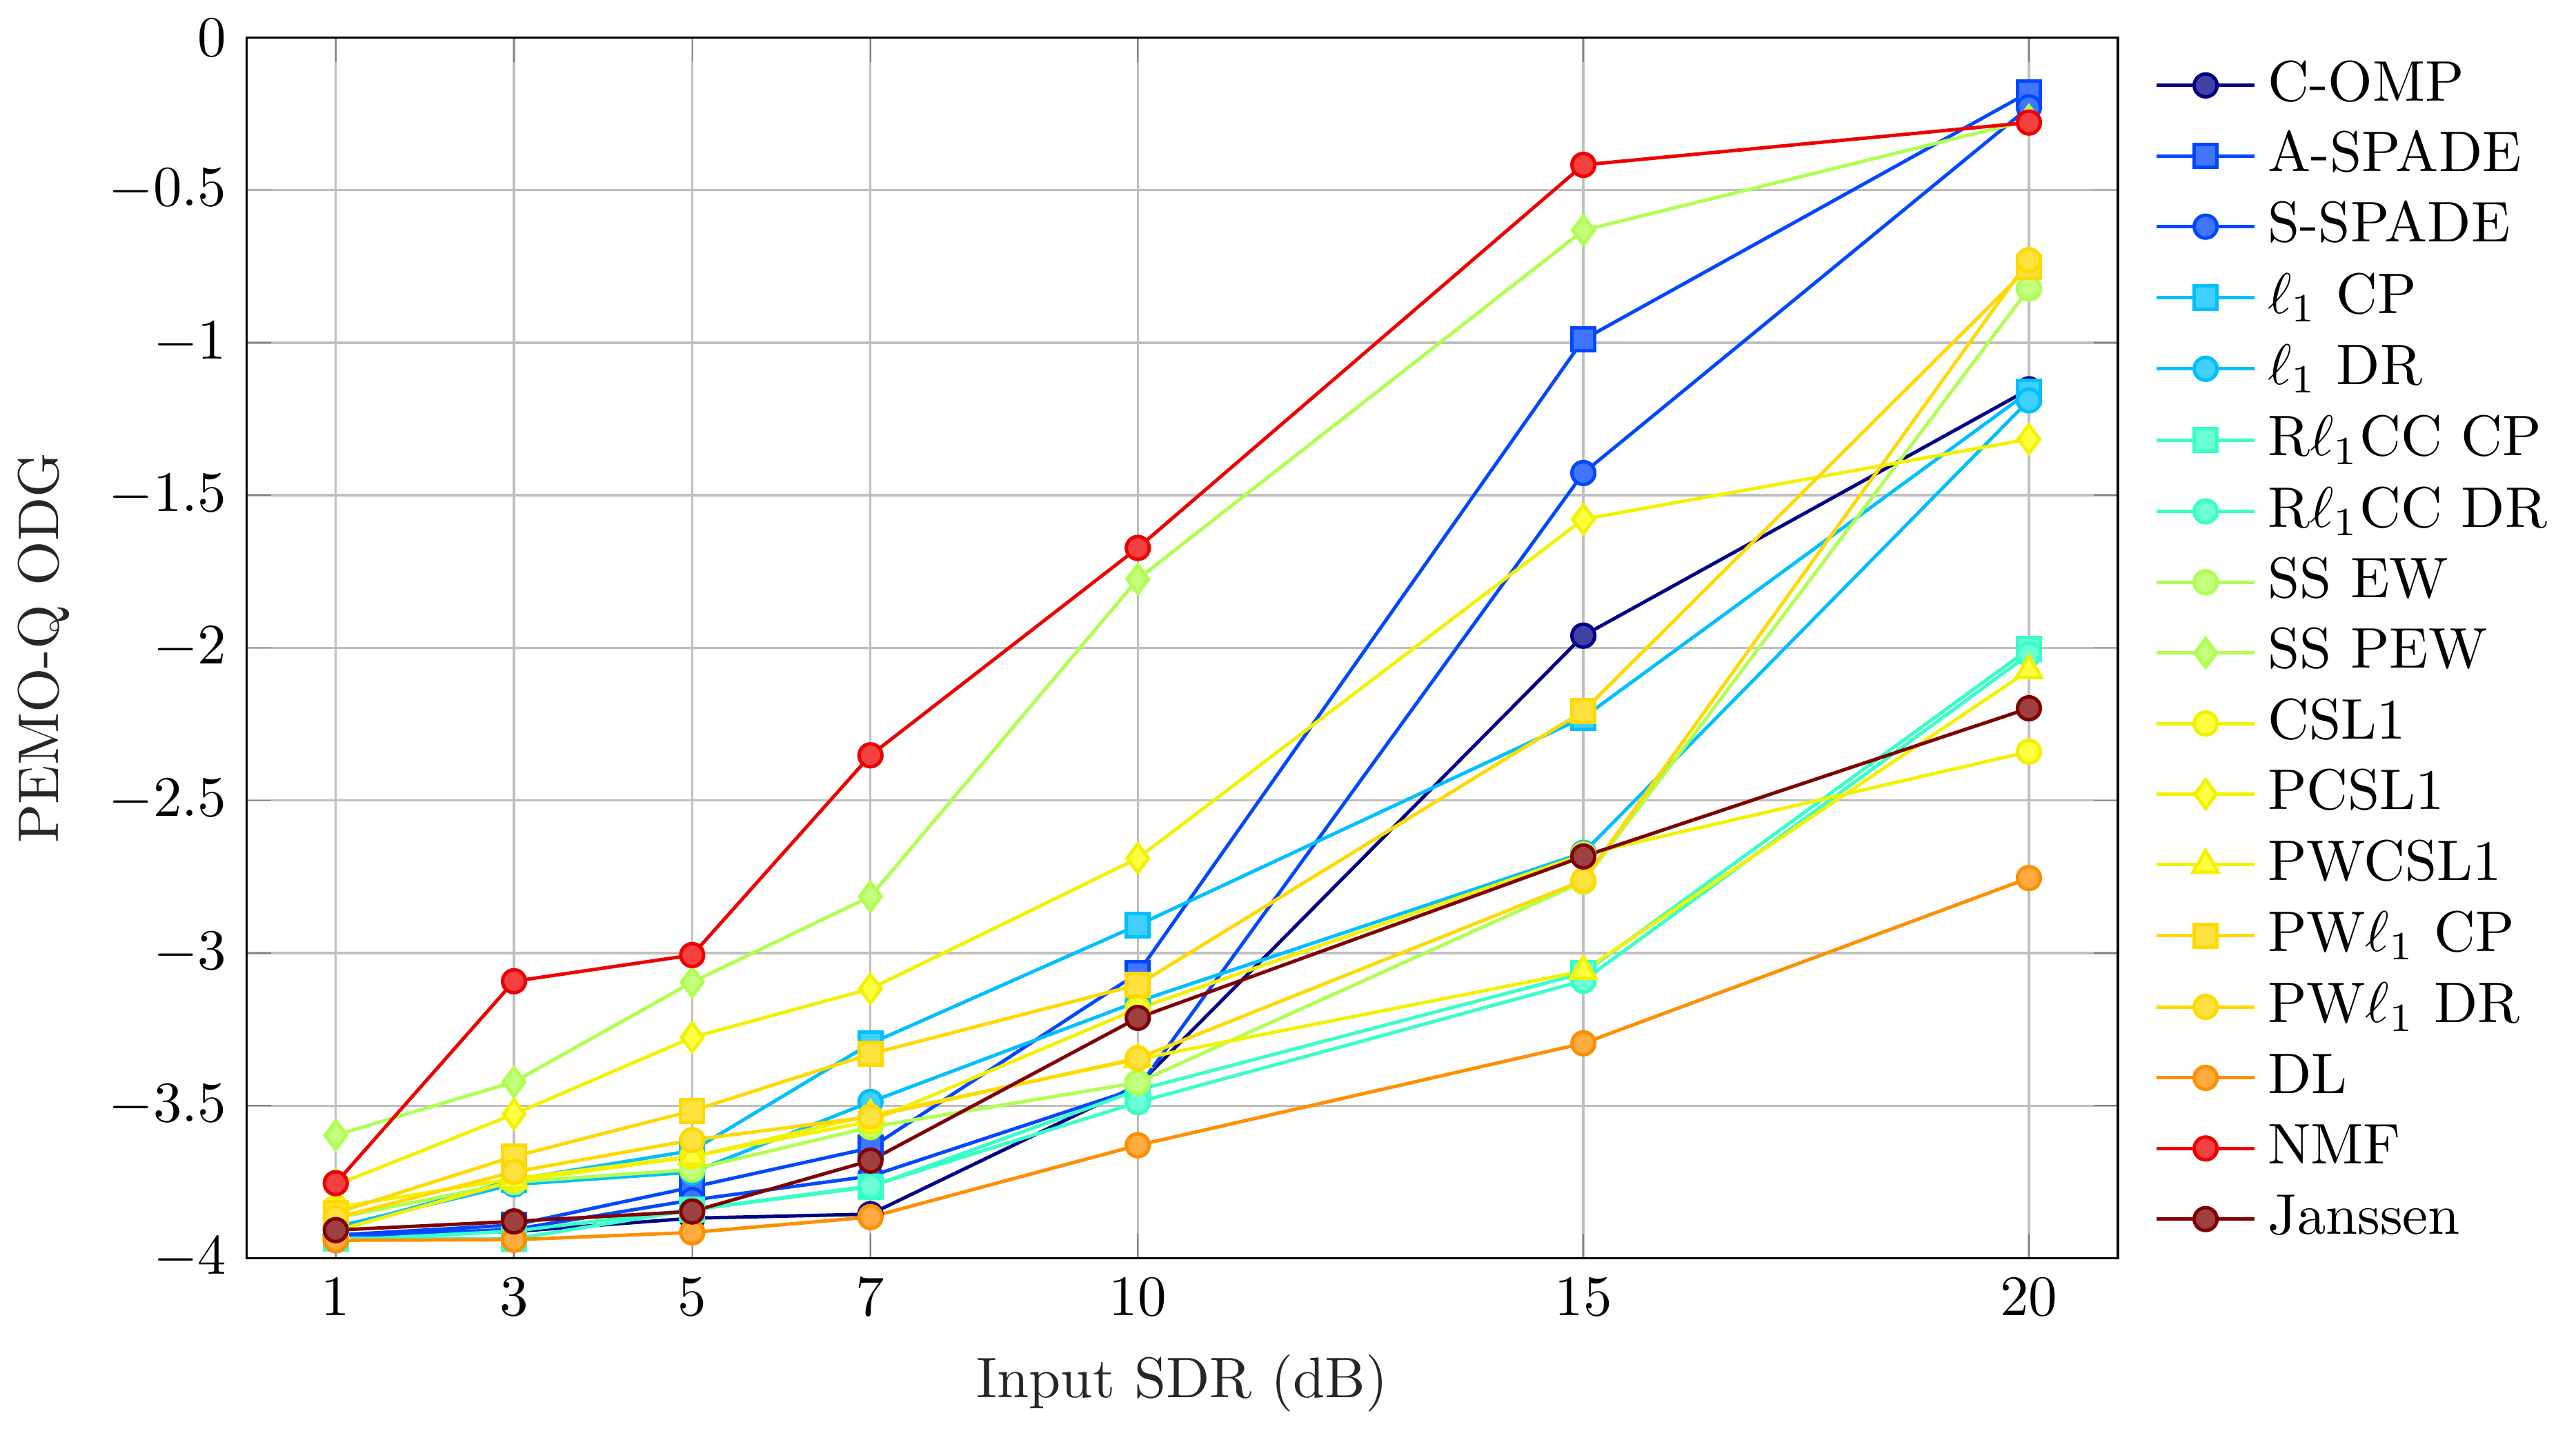 PEMO-Q ODG
0
−0.5
−1
−1.5
−2
−2.5
−3
−3.5
−4
1 3 5 7 10 15 20
Input SDR (dB)
C-OMP
A-SPADE
S-SPADE
ℓ₁ CP
ℓ₁ DR
Rℓ₁CC CP
Rℓ₁CC DR
SS EW
SS PEW
CSL1
PCSL1
PWCSL1
PWℓ₁ CP
PWℓ₁ DR
DL
NMF
Janssen